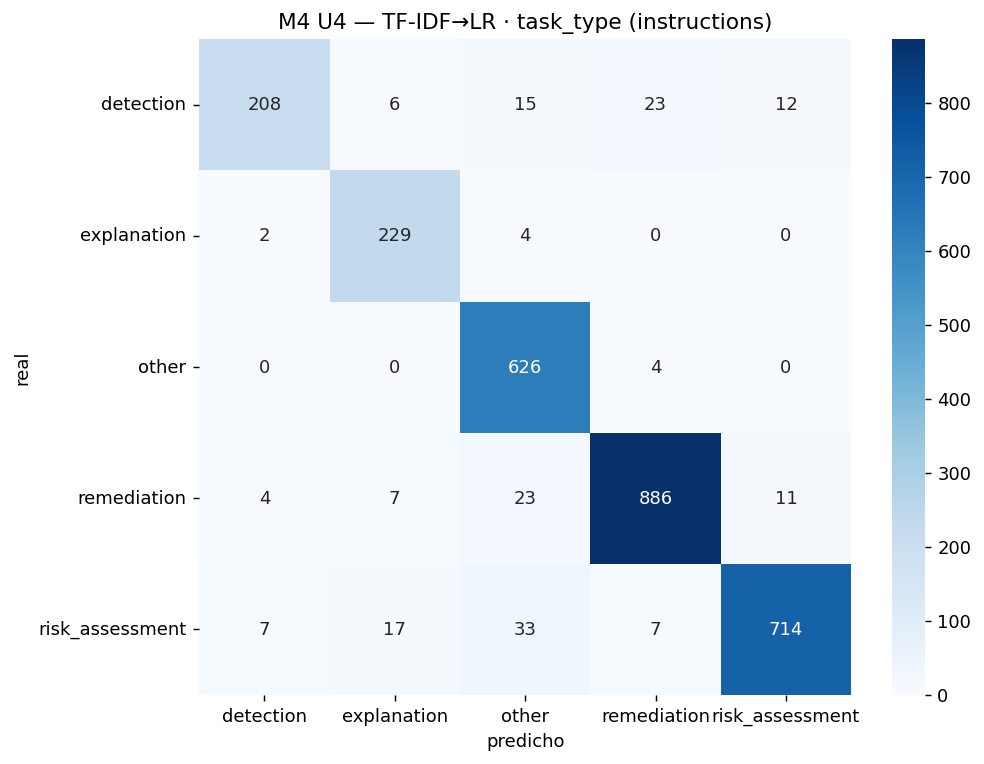 M4 U4 — TF-IDF→LR · task_type (instructions)
detection 208 6 15 23 12
explanation 2 229 4 0 0
other 0 0 626 4 0
remediation 4 7 23 886 11
risk_assessment 7 17 33 7 714
real
detection explanation other remediation risk_assessment
predicho
800
700
600
500
400
300
200
100
0